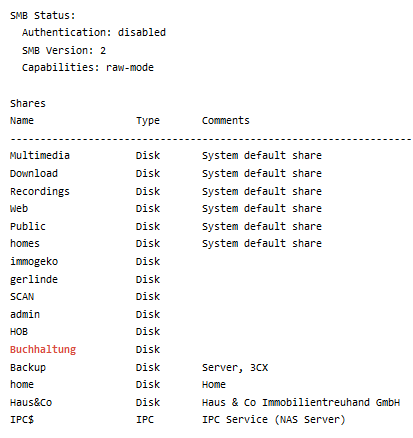 SMB Status:
Authentication: disabled
SMB Version: 2
Capabilities: raw-mode
Shares
Name Type Comments
--------------------------------------------------------------------
Multimedia Disk System default share
Download Disk System default share
Recordings Disk System default share
Web Disk System default share
Public Disk System default share
homes Disk System default share
immogeko Disk
gerlinde Disk
SCAN Disk
admin Disk
HOB Disk
Buchhaltung Disk
Backup Disk Server, 3CX
home Disk Home
Haus&Co Disk Haus & Co Immobilientreuhand GmbH
IPC$ IPC IPC Service (NAS Server)